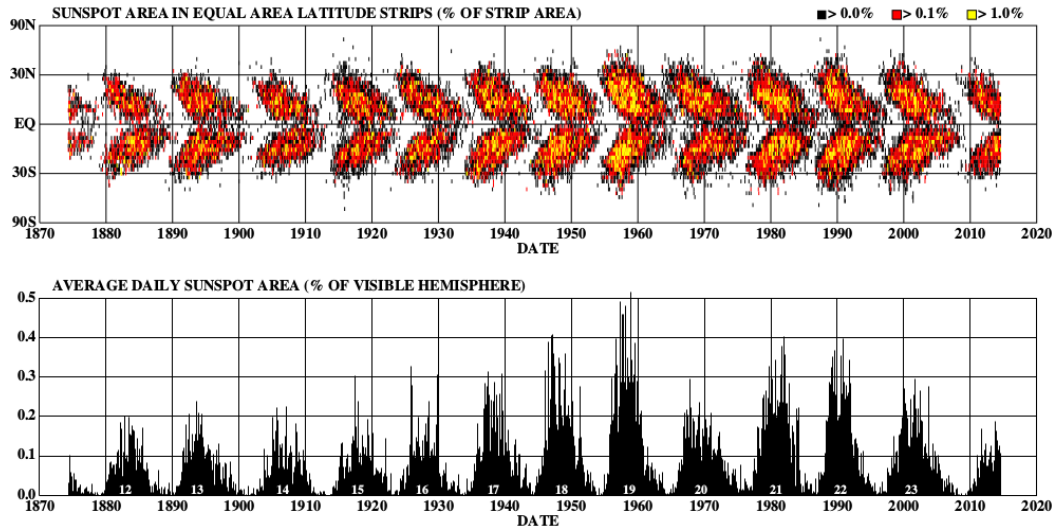 SUNSPOT AREA IN EQUAL AREA LATITUDE STRIPS (% OF STRIP AREA) > 0.0% > 0.1% > 1.0%
90N
30N
EQ
30S
90S
1870 1880 1890 1900 1910 1920 1930 1940 1950 1960 1970 1980 1990 2000 2010 2020
DATE
AVERAGE DAILY SUNSPOT AREA (% OF VISIBLE HEMISPHERE)
0.5
0.4
0.3
0.2
0.1
0.0
12 13 14 15 16 17 18 19 20 21 22 23
1870 1880 1890 1900 1910 1920 1930 1940 1950 1960 1970 1980 1990 2000 2010 2020
DATE